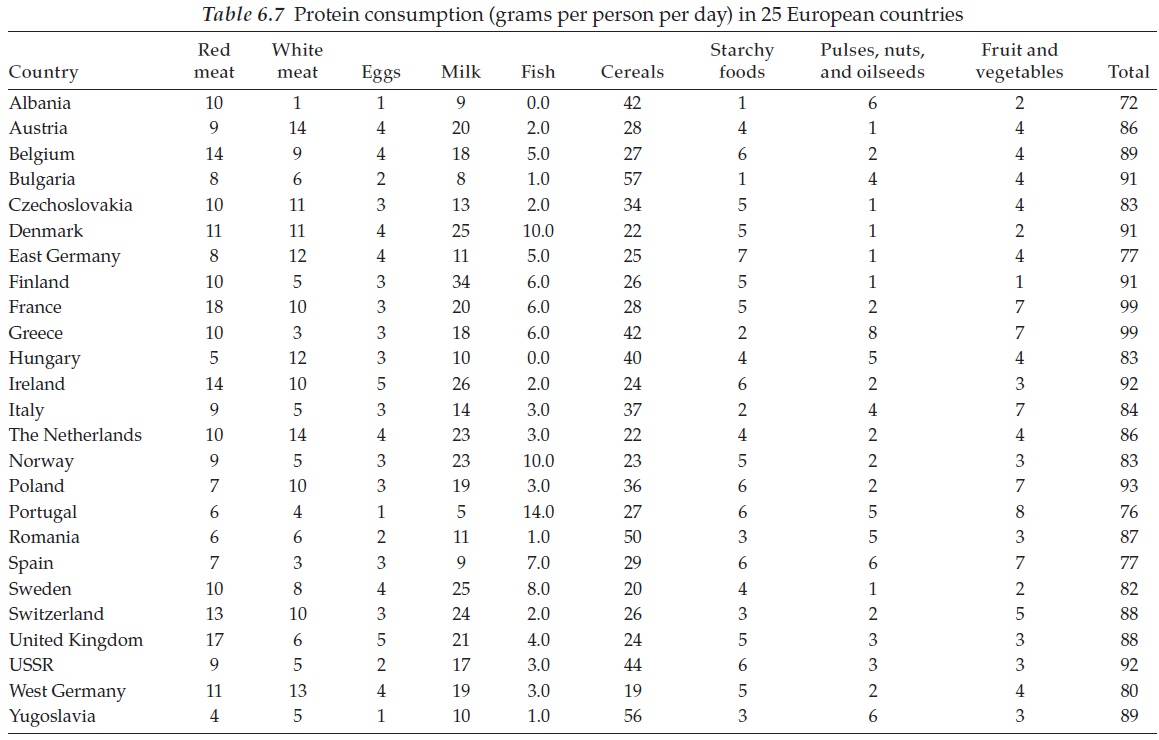 Table 6.7 Protein consumption (grams per person per day) in 25 European countries
Red White Starchy Pulses, nuts, Fruit and
Country meat meat Eggs Milk Fish Cereals foods and oilseeds vegetables Total
Albania 10 1 1 9 0.0 42 1 6 2 72
Austria 9 14 4 20 2.0 28 4 1 4 86
Belgium 14 9 4 18 5.0 27 6 2 4 89
Bulgaria 8 6 2 8 1.0 57 1 4 4 91
Czechoslovakia 10 11 3 13 2.0 34 5 1 4 83
Denmark 11 11 4 25 10.0 22 5 1 2 91
East Germany 8 12 4 11 5.0 25 7 1 4 77
Finland 10 5 3 34 6.0 26 5 1 1 91
France 18 10 3 20 6.0 28 5 2 7 99
Greece 10 3 3 18 6.0 42 2 8 7 99
Hungary 5 12 3 10 0.0 40 4 5 4 83
Ireland 14 10 5 26 2.0 24 6 2 3 92
Italy 9 5 3 14 3.0 37 2 4 7 84
The Netherlands 10 14 4 23 3.0 22 4 2 4 86
Norway 9 5 3 23 10.0 23 5 2 3 83
Poland 7 10 3 19 3.0 36 6 2 7 93
Portugal 6 4 1 5 14.0 27 6 5 8 76
Romania 6 6 2 11 1.0 50 3 5 3 87
Spain 7 3 3 9 7.0 29 6 6 7 77
Sweden 10 8 4 25 8.0 20 4 1 2 82
Switzerland 13 10 3 24 2.0 26 3 2 5 88
United Kingdom 17 6 5 21 4.0 24 5 3 3 88
USSR 9 5 2 17 3.0 44 6 3 3 92
West Germany 11 13 4 19 3.0 19 5 2 4 80
Yugoslavia 4 5 1 10 1.0 56 3 6 3 89